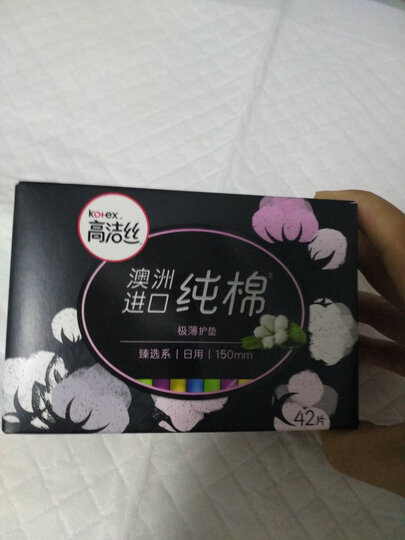 Kotex
高洁丝
澳洲
进口
纯棉
极薄护垫
臻选系 | 日用 | 150mm
42片